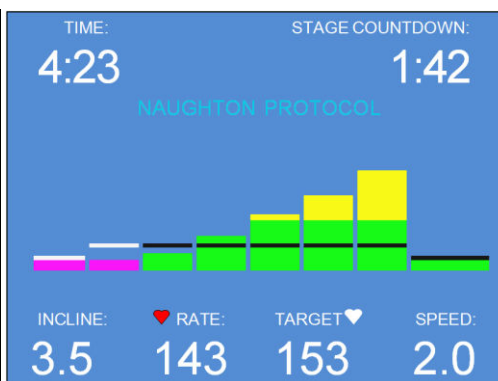 TIME: STAGE COUNTDOWN:
4:23 1:42
NAUGHTON PROTOCOL
INCLINE: RATE: TARGET SPEED:
3.5 143 153 2.0